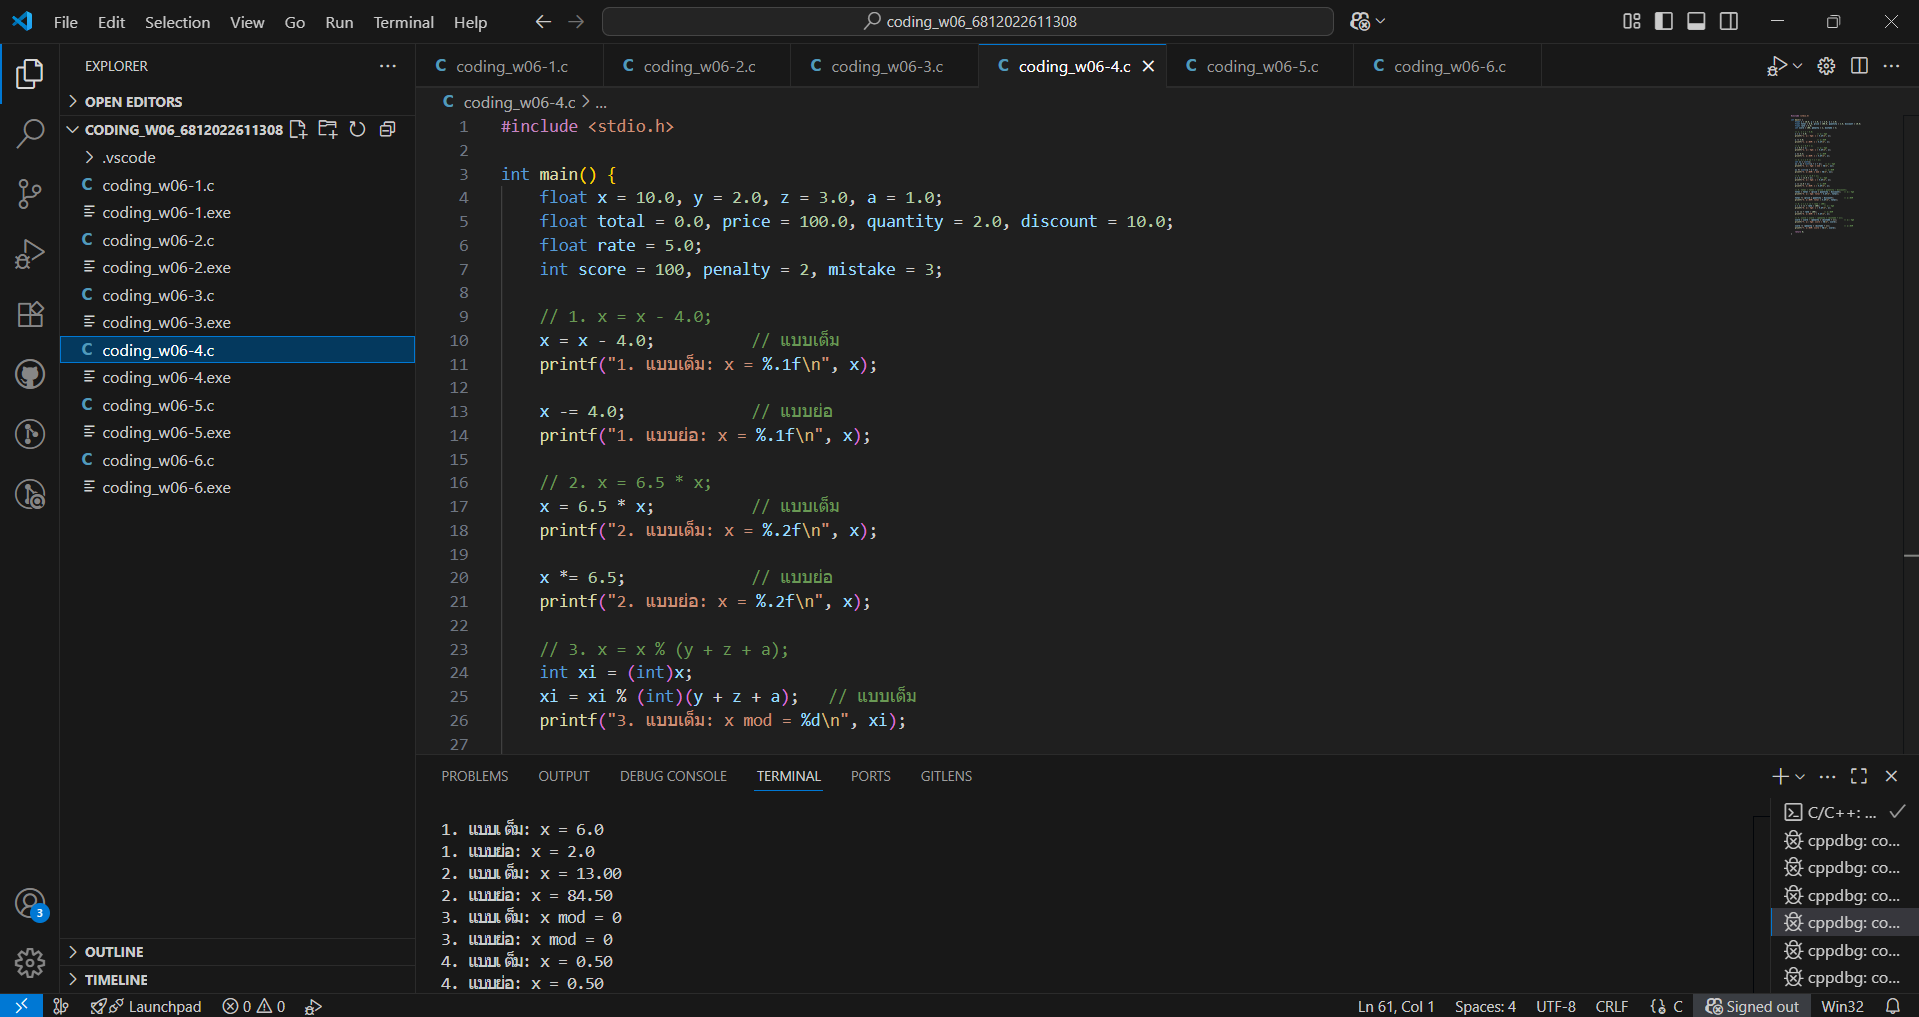 File Edit Selection View Go Run Terminal Help
coding_w06_6812022611308
EXPLORER
OPEN EDITORS
CODING_W06_6812022611308
.vscode
C coding_w06-1.c
coding_w06-1.exe
C coding_w06-2.c
coding_w06-2.exe
C coding_w06-3.c
coding_w06-3.exe
C coding_w06-4.c
coding_w06-4.exe
C coding_w06-5.c
coding_w06-5.exe
C coding_w06-6.c
coding_w06-6.exe
OUTLINE
TIMELINE
3
C coding_w06-1.c C coding_w06-2.c C coding_w06-3.c C coding_w06-4.c C coding_w06-5.c C coding_w06-6.c
C coding_w06-4.c > ...
1 #include <stdio.h>
2
3 int main() {
4 float x = 10.0, y = 2.0, z = 3.0, a = 1.0;
5 float total = 0.0, price = 100.0, quantity = 2.0, discount = 10.0;
6 float rate = 5.0;
7 int score = 100, penalty = 2, mistake = 3;
8
9 // 1. x = x - 4.0;
10 x = x - 4.0; // แบบเต็ม
11 printf("1. แบบเต็ม: x = %.1f\n", x);
12
13 x -= 4.0; // แบบย่อ
14 printf("1. แบบย่อ: x = %.1f\n", x);
15
16 // 2. x = 6.5 * x;
17 x = 6.5 * x; // แบบเต็ม
18 printf("2. แบบเต็ม: x = %.2f\n", x);
19
20 x *= 6.5; // แบบย่อ
21 printf("2. แบบย่อ: x = %.2f\n", x);
22
23 // 3. x = x % (y + z + a);
24 int xi = (int)x;
25 xi = xi % (int)(y + z + a); // แบบเต็ม
26 printf("3. แบบเต็ม: x mod = %d\n", xi);
27
PROBLEMS OUTPUT DEBUG CONSOLE TERMINAL PORTS GITLENS
1. แบบเต็ม: x = 6.0
1. แบบย่อ: x = 2.0
2. แบบเต็ม: x = 13.00
2. แบบย่อ: x = 84.50
3. แบบเต็ม: x mod = 0
3. แบบย่อ: x mod = 0
4. แบบเต็ม: x = 0.50
4. แบบย่อ: x = 0.50
C/C++: ...
cppdbg: co...
cppdbg: co...
cppdbg: co...
cppdbg: co...
cppdbg: co...
cppdbg: co...
Launchpad 0 0 Ln 61, Col 1 Spaces: 4 UTF-8 CRLF {} C Signed out Win32